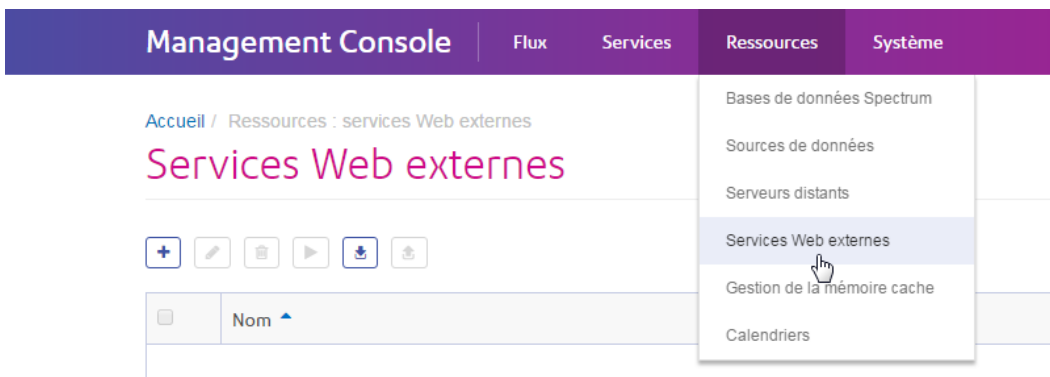 Management Console Flux Services Ressources Système
Bases de données Spectrum
Accueil / Ressources : services Web externes
Sources de données
Services Web externes
Serveurs distants
Services Web externes
Gestion de la mémoire cache
Nom
Calendriers